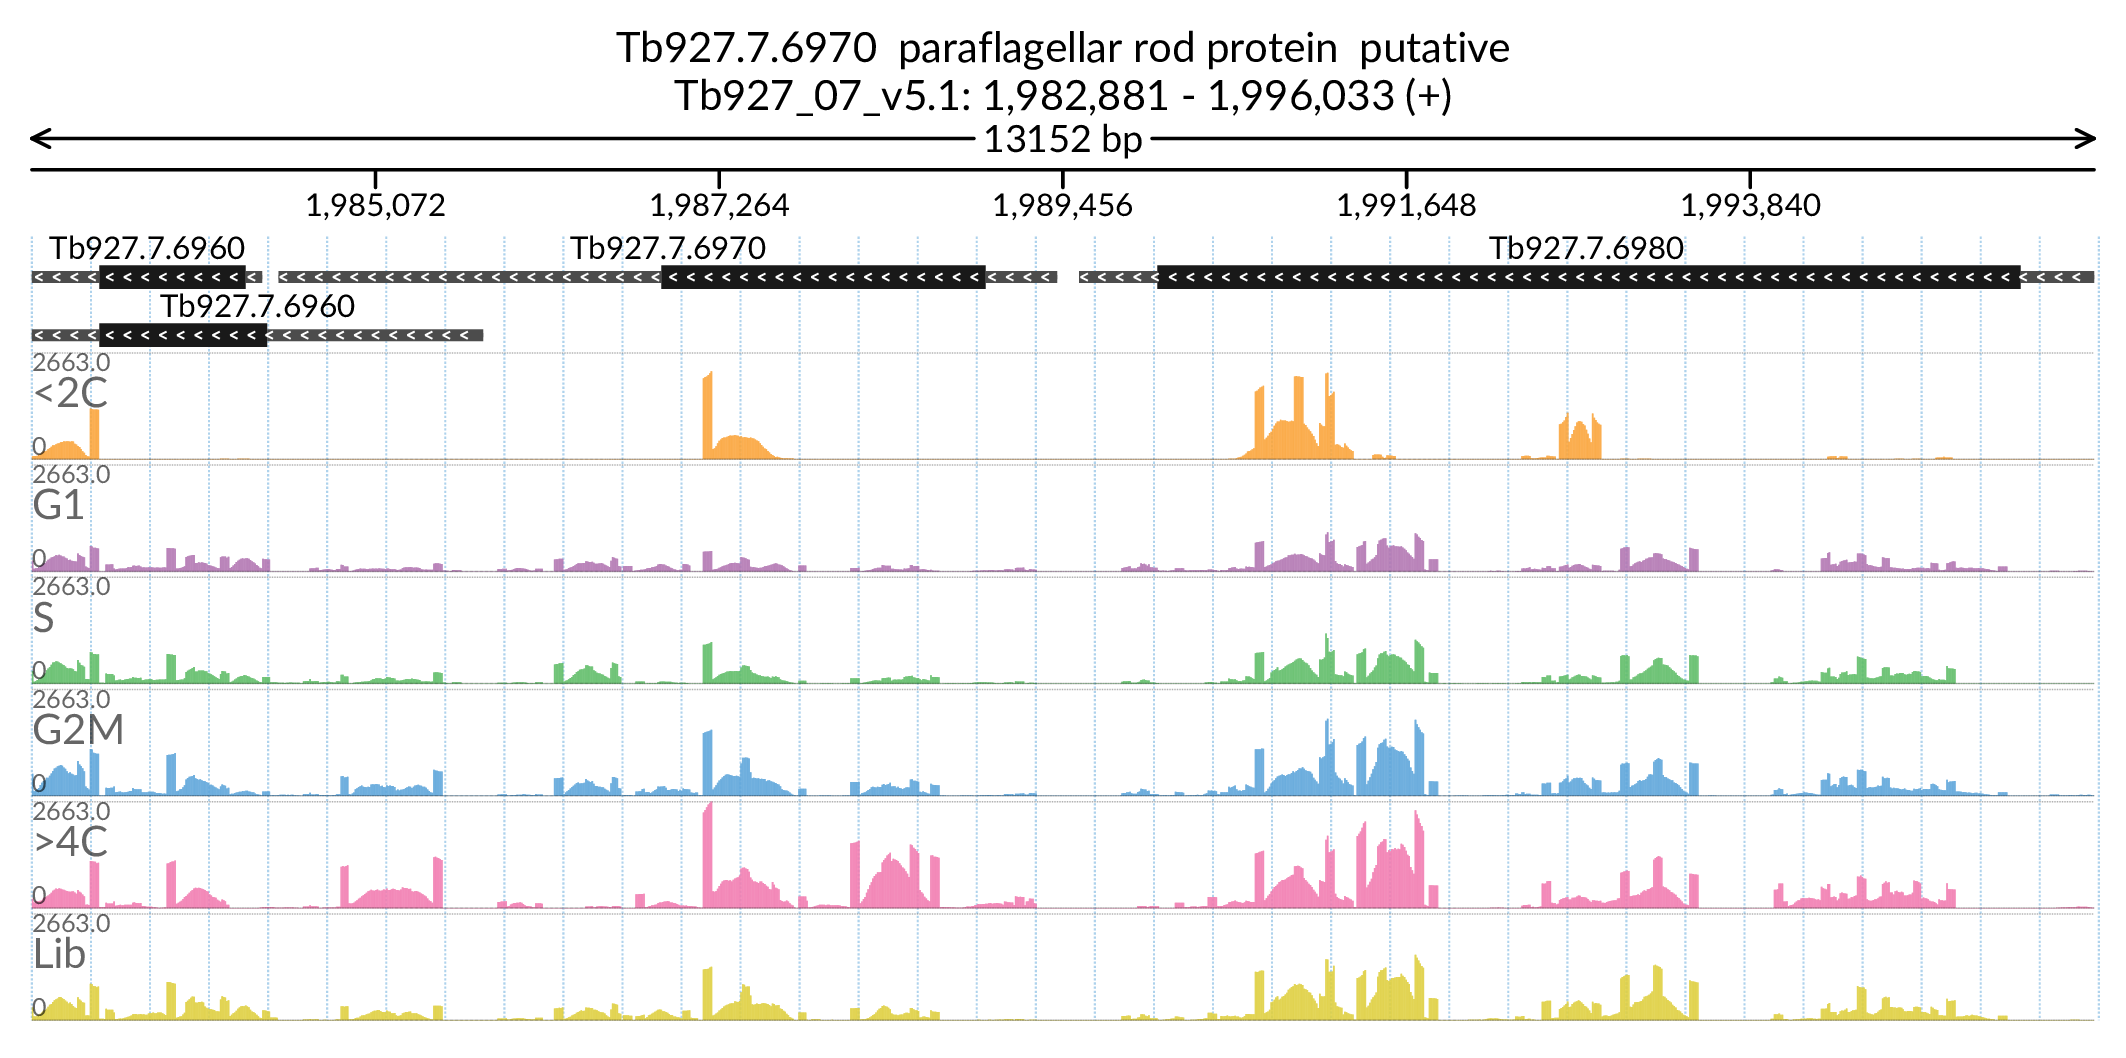 Tb927.7.6970  paraflagellar rod protein  putative
Tb927_07_v5.1: 1,982,881 - 1,996,033 (+)
13152 bp
1,985,072 1,987,264 1,989,456 1,991,648 1,993,840
Tb927.7.6960 Tb927.7.6970 Tb927.7.6980
Tb927.7.6960
2663.0
<2C
0
2663.0
G1
0
2663.0
S
0
2663.0
G2M
0
2663.0
>4C
0
2663.0
Lib
0